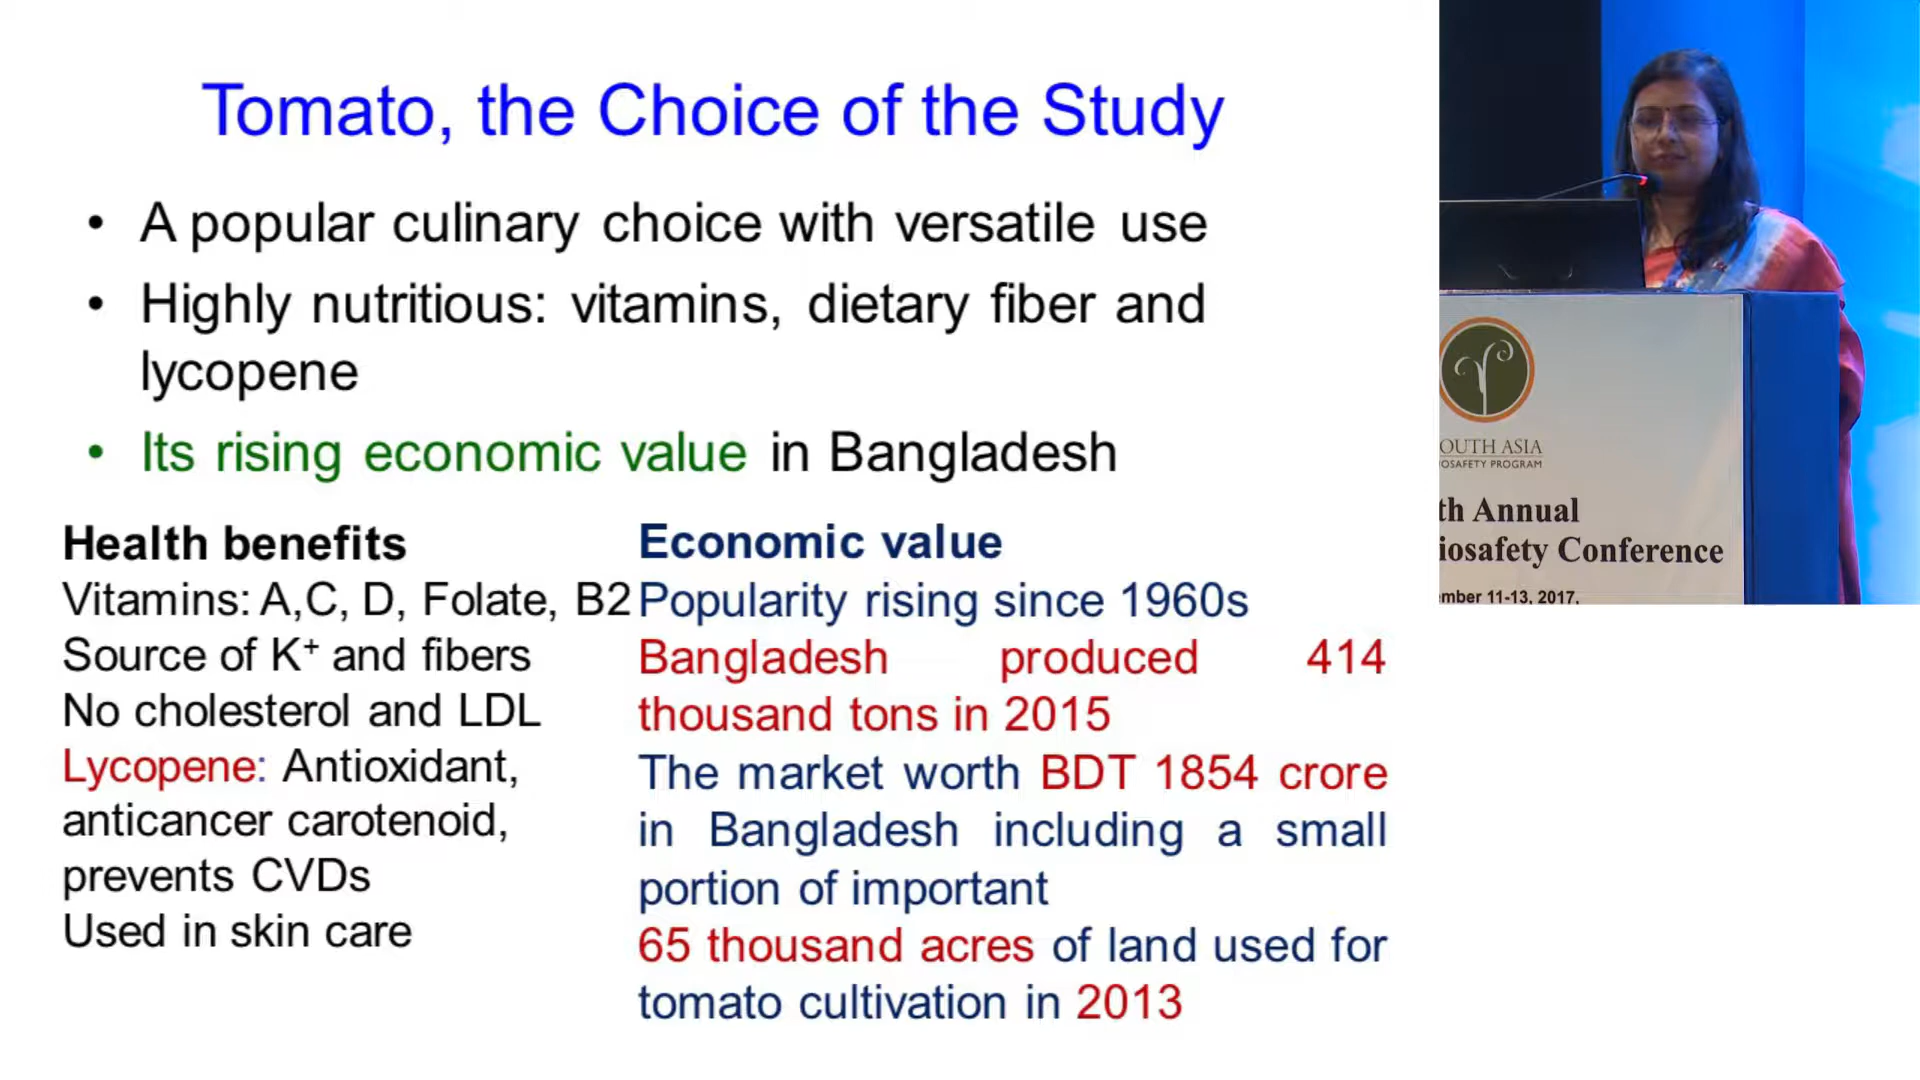 Tomato, the Choice of the Study
• A popular culinary choice with versatile use
• Highly nutritious: vitamins, dietary fiber and
lycopene
• Its rising economic value in Bangladesh
Health benefits
Vitamins: A,C, D, Folate, B2
Source of K⁺ and fibers
No cholesterol and LDL
Lycopene: Antioxidant,
anticancer carotenoid,
prevents CVDs
Used in skin care
Economic value
Popularity rising since 1960s
Bangladesh produced 414
thousand tons in 2015
The market worth BDT 1854 crore
in Bangladesh including a small
portion of important
65 thousand acres of land used for
tomato cultivation in 2013
OUTH ASIA
OSAFETY PROGRAM
th Annual
iosafety Conference
mber 11-13, 2017,